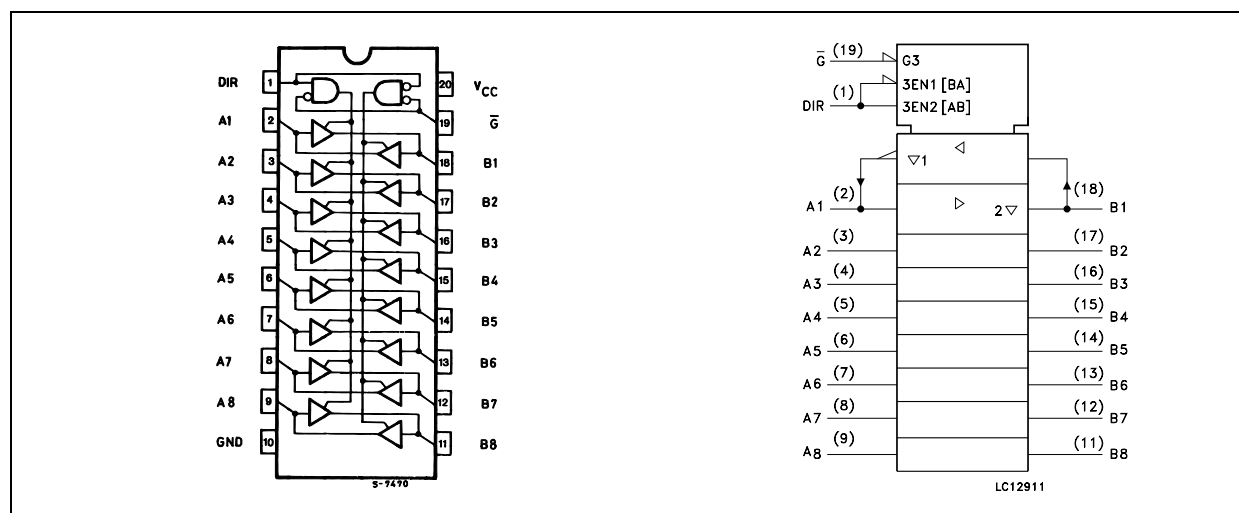 DIR 1 20 VCC
A1 2 19 G̅
A2 3 18 B1
A3 4 17 B2
A4 5 16 B3
A5 6 15 B4
A6 7 14 B5
A7 8 13 B6
A8 9 12 B7
GND 10 11 B8
S-7470
G̅ (19) G3
3EN1 [BA]
DIR (1) 3EN2 [AB]
▽1 ◁
A1 (2) ▷ 2▽ (18) B1
A2 (3) (17) B2
A3 (4) (16) B3
A4 (5) (15) B4
A5 (6) (14) B5
A6 (7) (13) B6
A7 (8) (12) B7
A8 (9) (11) B8
LC12911